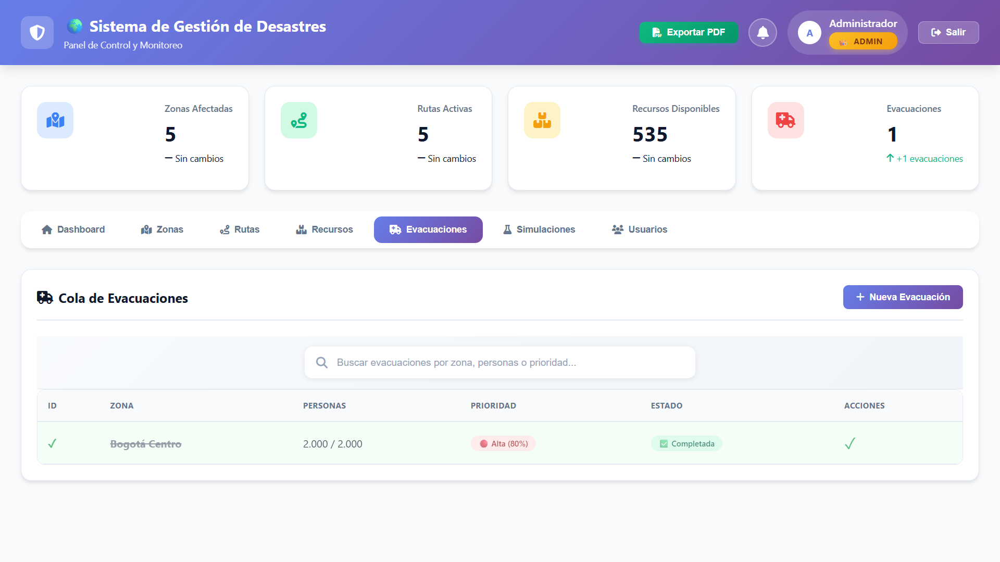 🌍 Sistema de Gestión de Desastres
Panel de Control y Monitoreo
PDF Exportar PDF
A
Administrador
👑 ADMIN
Salir
Zonas Afectadas
5
Sin cambios
Rutas Activas
5
Sin cambios
Recursos Disponibles
535
Sin cambios
Evacuaciones
1
+1 evacuaciones
Dashboard
Zonas
Rutas
Recursos
Evacuaciones
Simulaciones
Usuarios
Cola de Evacuaciones
+ Nueva Evacuación
Buscar evacuaciones por zona, personas o prioridad...
ID ZONA PERSONAS PRIORIDAD ESTADO ACCIONES
✓ Bogotá Centro 2.000 / 2.000 🔴 Alta (80%) ✅ Completada ✓